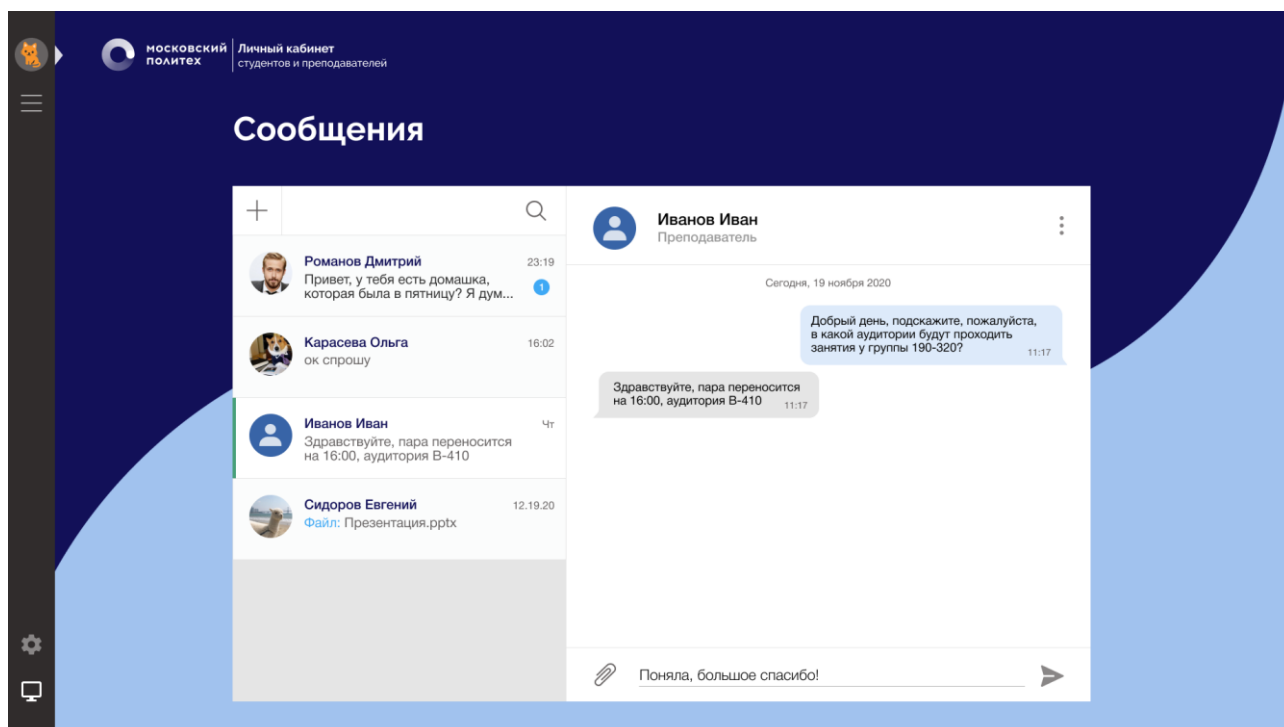 московский
политех
Личный кабинет
студентов и преподавателей
Сообщения
Романов Дмитрий 23:19
Привет, у тебя есть домашка,
которая была в пятницу? Я дум...
1
Карасева Ольга 16:02
ок спрошу
Иванов Иван Чт
Здравствуйте, пара переносится
на 16:00, аудитория В-410
Сидоров Евгений 12.19.20
Файл: Презентация.pptx
Иванов Иван
Преподаватель
Сегодня, 19 ноября 2020
Добрый день, подскажите, пожалуйста,
в какой аудитории будут проходить
занятия у группы 190-320? 11:17
Здравствуйте, пара переносится
на 16:00, аудитория В-410 11:17
Поняла, большое спасибо!